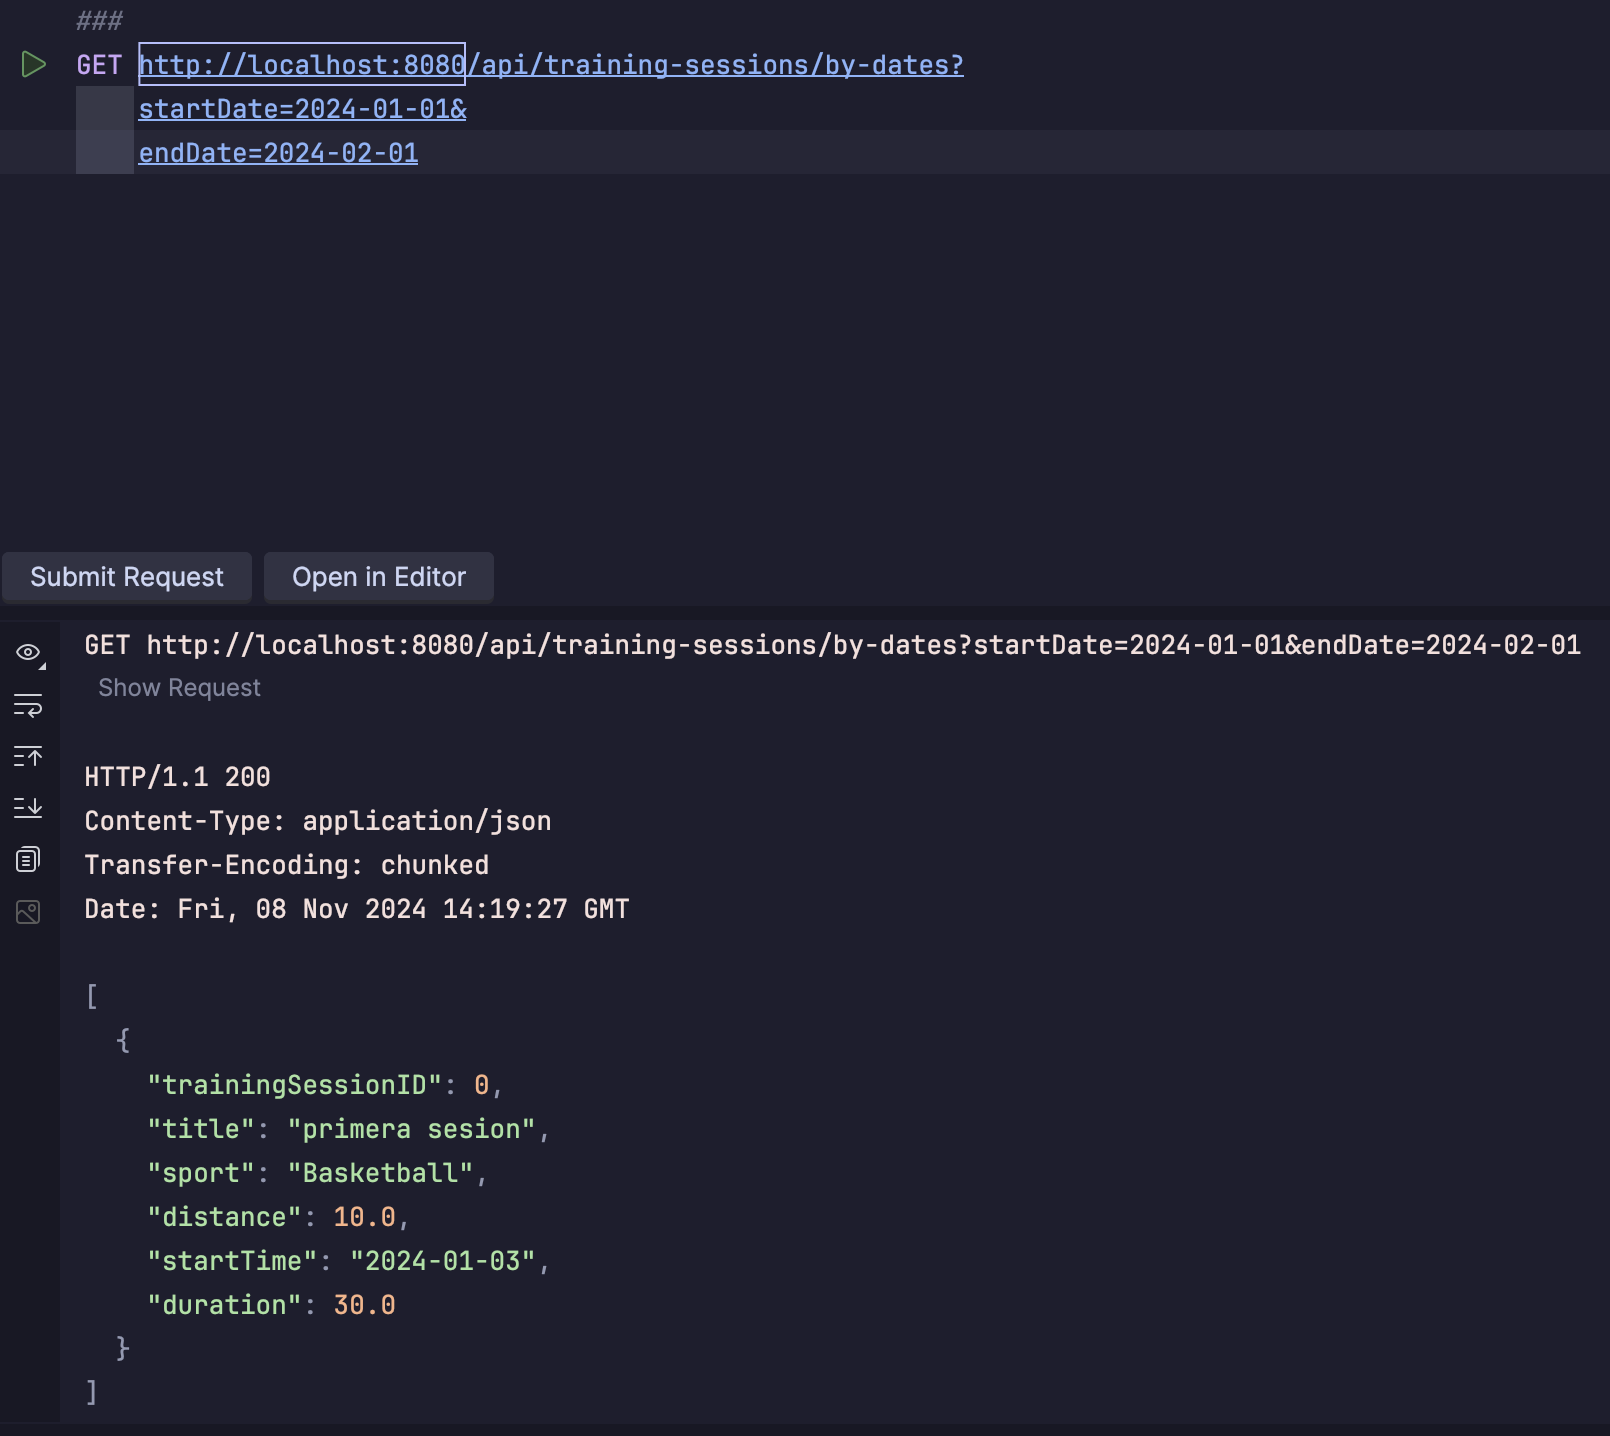 ###
GET http://localhost:8080/api/training-sessions/by-dates?
startDate=2024-01-01&
endDate=2024-02-01
Submit Request
Open in Editor
GET http://localhost:8080/api/training-sessions/by-dates?startDate=2024-01-01&endDate=2024-02-01
Show Request
HTTP/1.1 200
Content-Type: application/json
Transfer-Encoding: chunked
Date: Fri, 08 Nov 2024 14:19:27 GMT
[
{
"trainingSessionID": 0,
"title": "primera sesion",
"sport": "Basketball",
"distance": 10.0,
"startTime": "2024-01-03",
"duration": 30.0
}
]